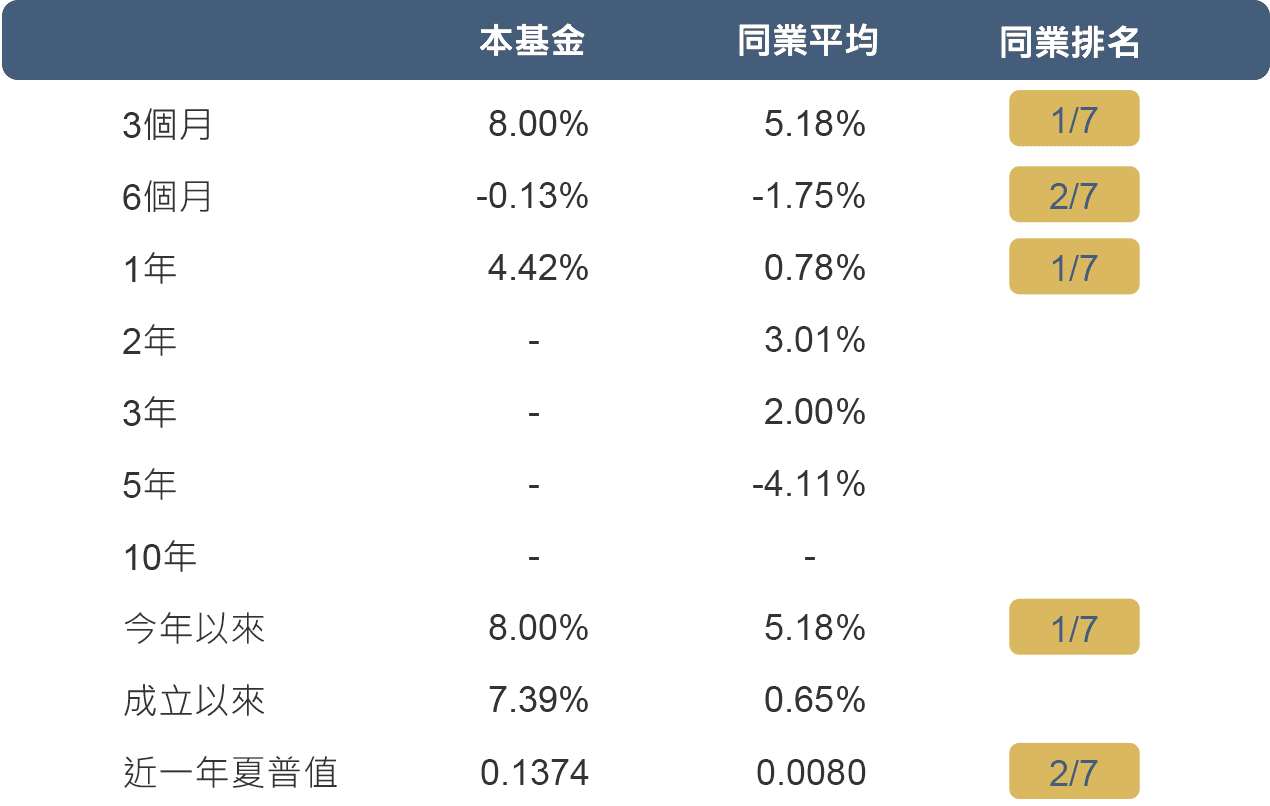 本基金 同業平均 同業排名
3個月 8.00% 5.18% 1/7
6個月 -0.13% -1.75% 2/7
1年 4.42% 0.78% 1/7
2年 - 3.01%
3年 - 2.00%
5年 - -4.11%
10年 - -
今年以來 8.00% 5.18% 1/7
成立以來 7.39% 0.65%
近一年夏普值 0.1374 0.0080 2/7